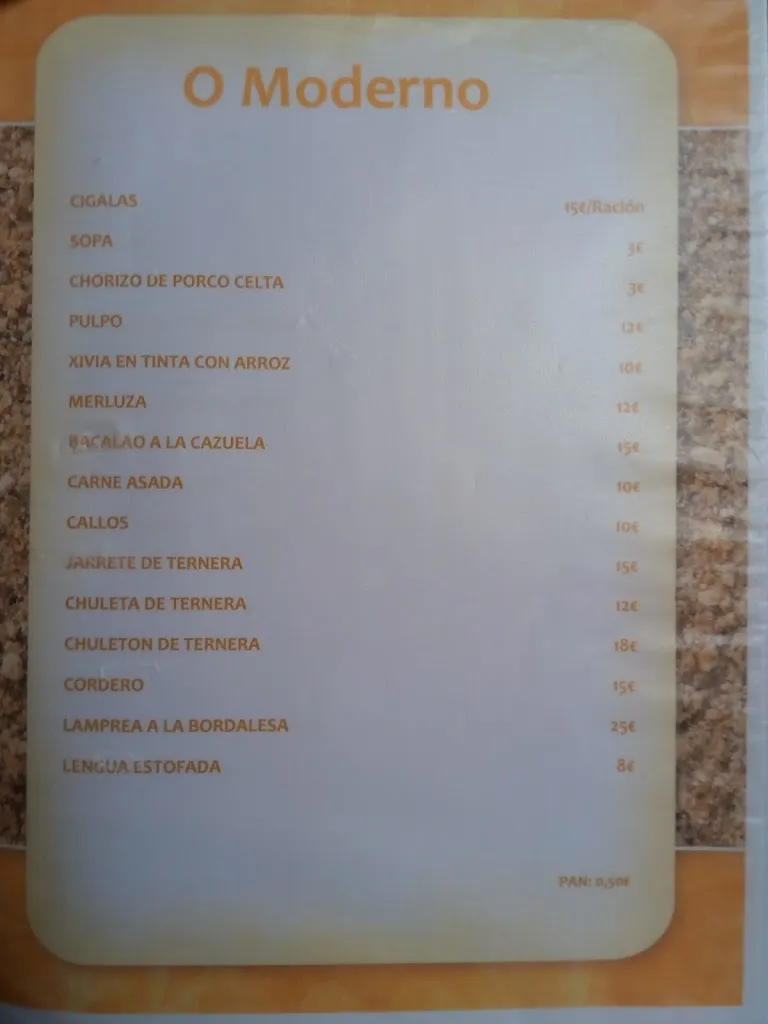 O Moderno
CIGALAS 15€/Ración
SOPA 3€
CHORIZO DE PORCO CELTA 3€
PULPO 12€
XIVIA EN TINTA CON ARROZ 10€
MERLUZA 12€
BACALAO A LA CAZUELA 15€
CARNE ASADA 10€
CALLOS 10€
JARRETE DE TERNERA 15€
CHULETA DE TERNERA 12€
CHULETON DE TERNERA 18€
CORDERO 15€
LAMPREA A LA BORDALESA 25€
LENGUA ESTOFADA 8€
PAN: 0,50€